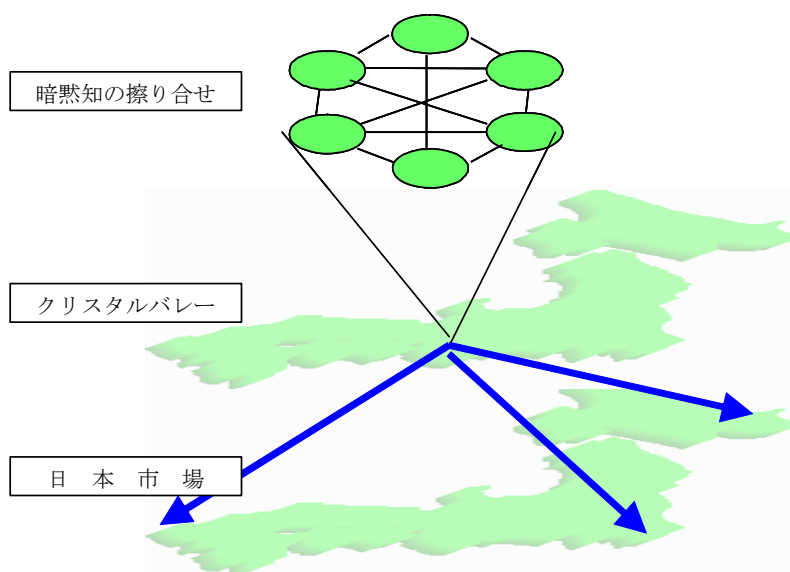 暗黙知の擦り合せ
クリスタルバレー
日　本　市　場